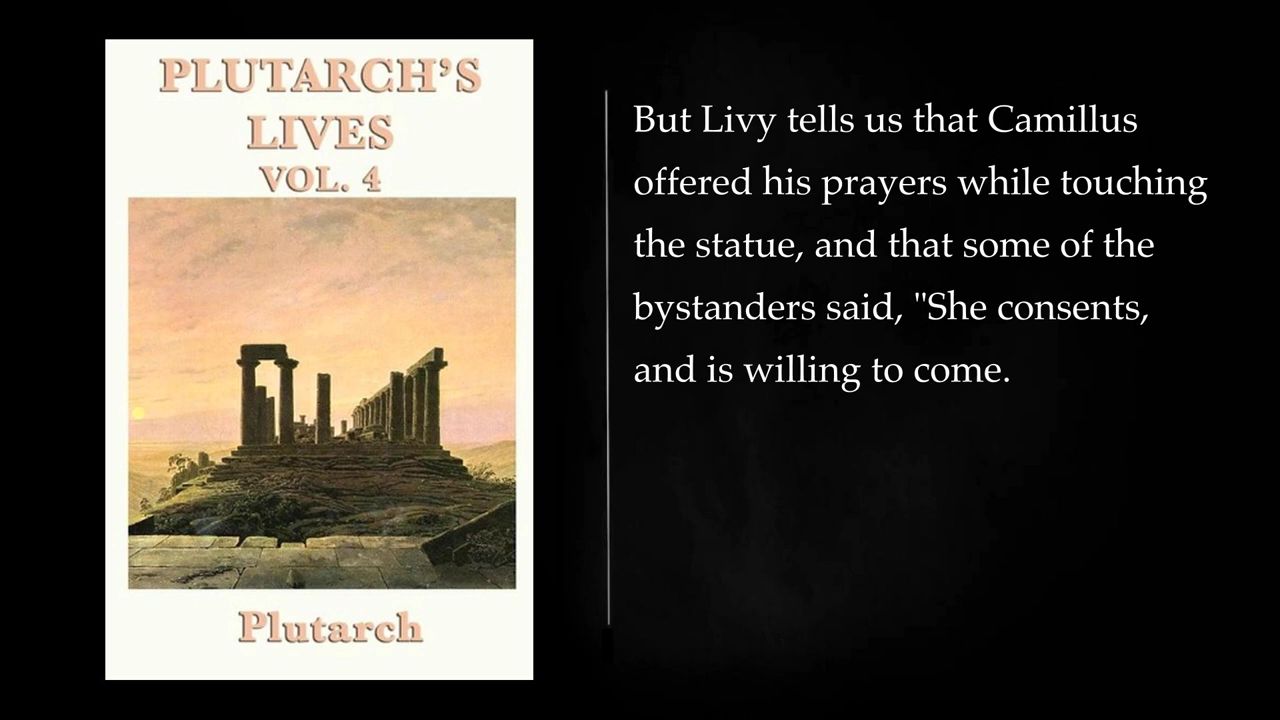 PLUTARCH'S
LIVES
VOL. 4
Plutarch
But Livy tells us that Camillus
offered his prayers while touching
the statue, and that some of the
bystanders said, "She consents,
and is willing to come.